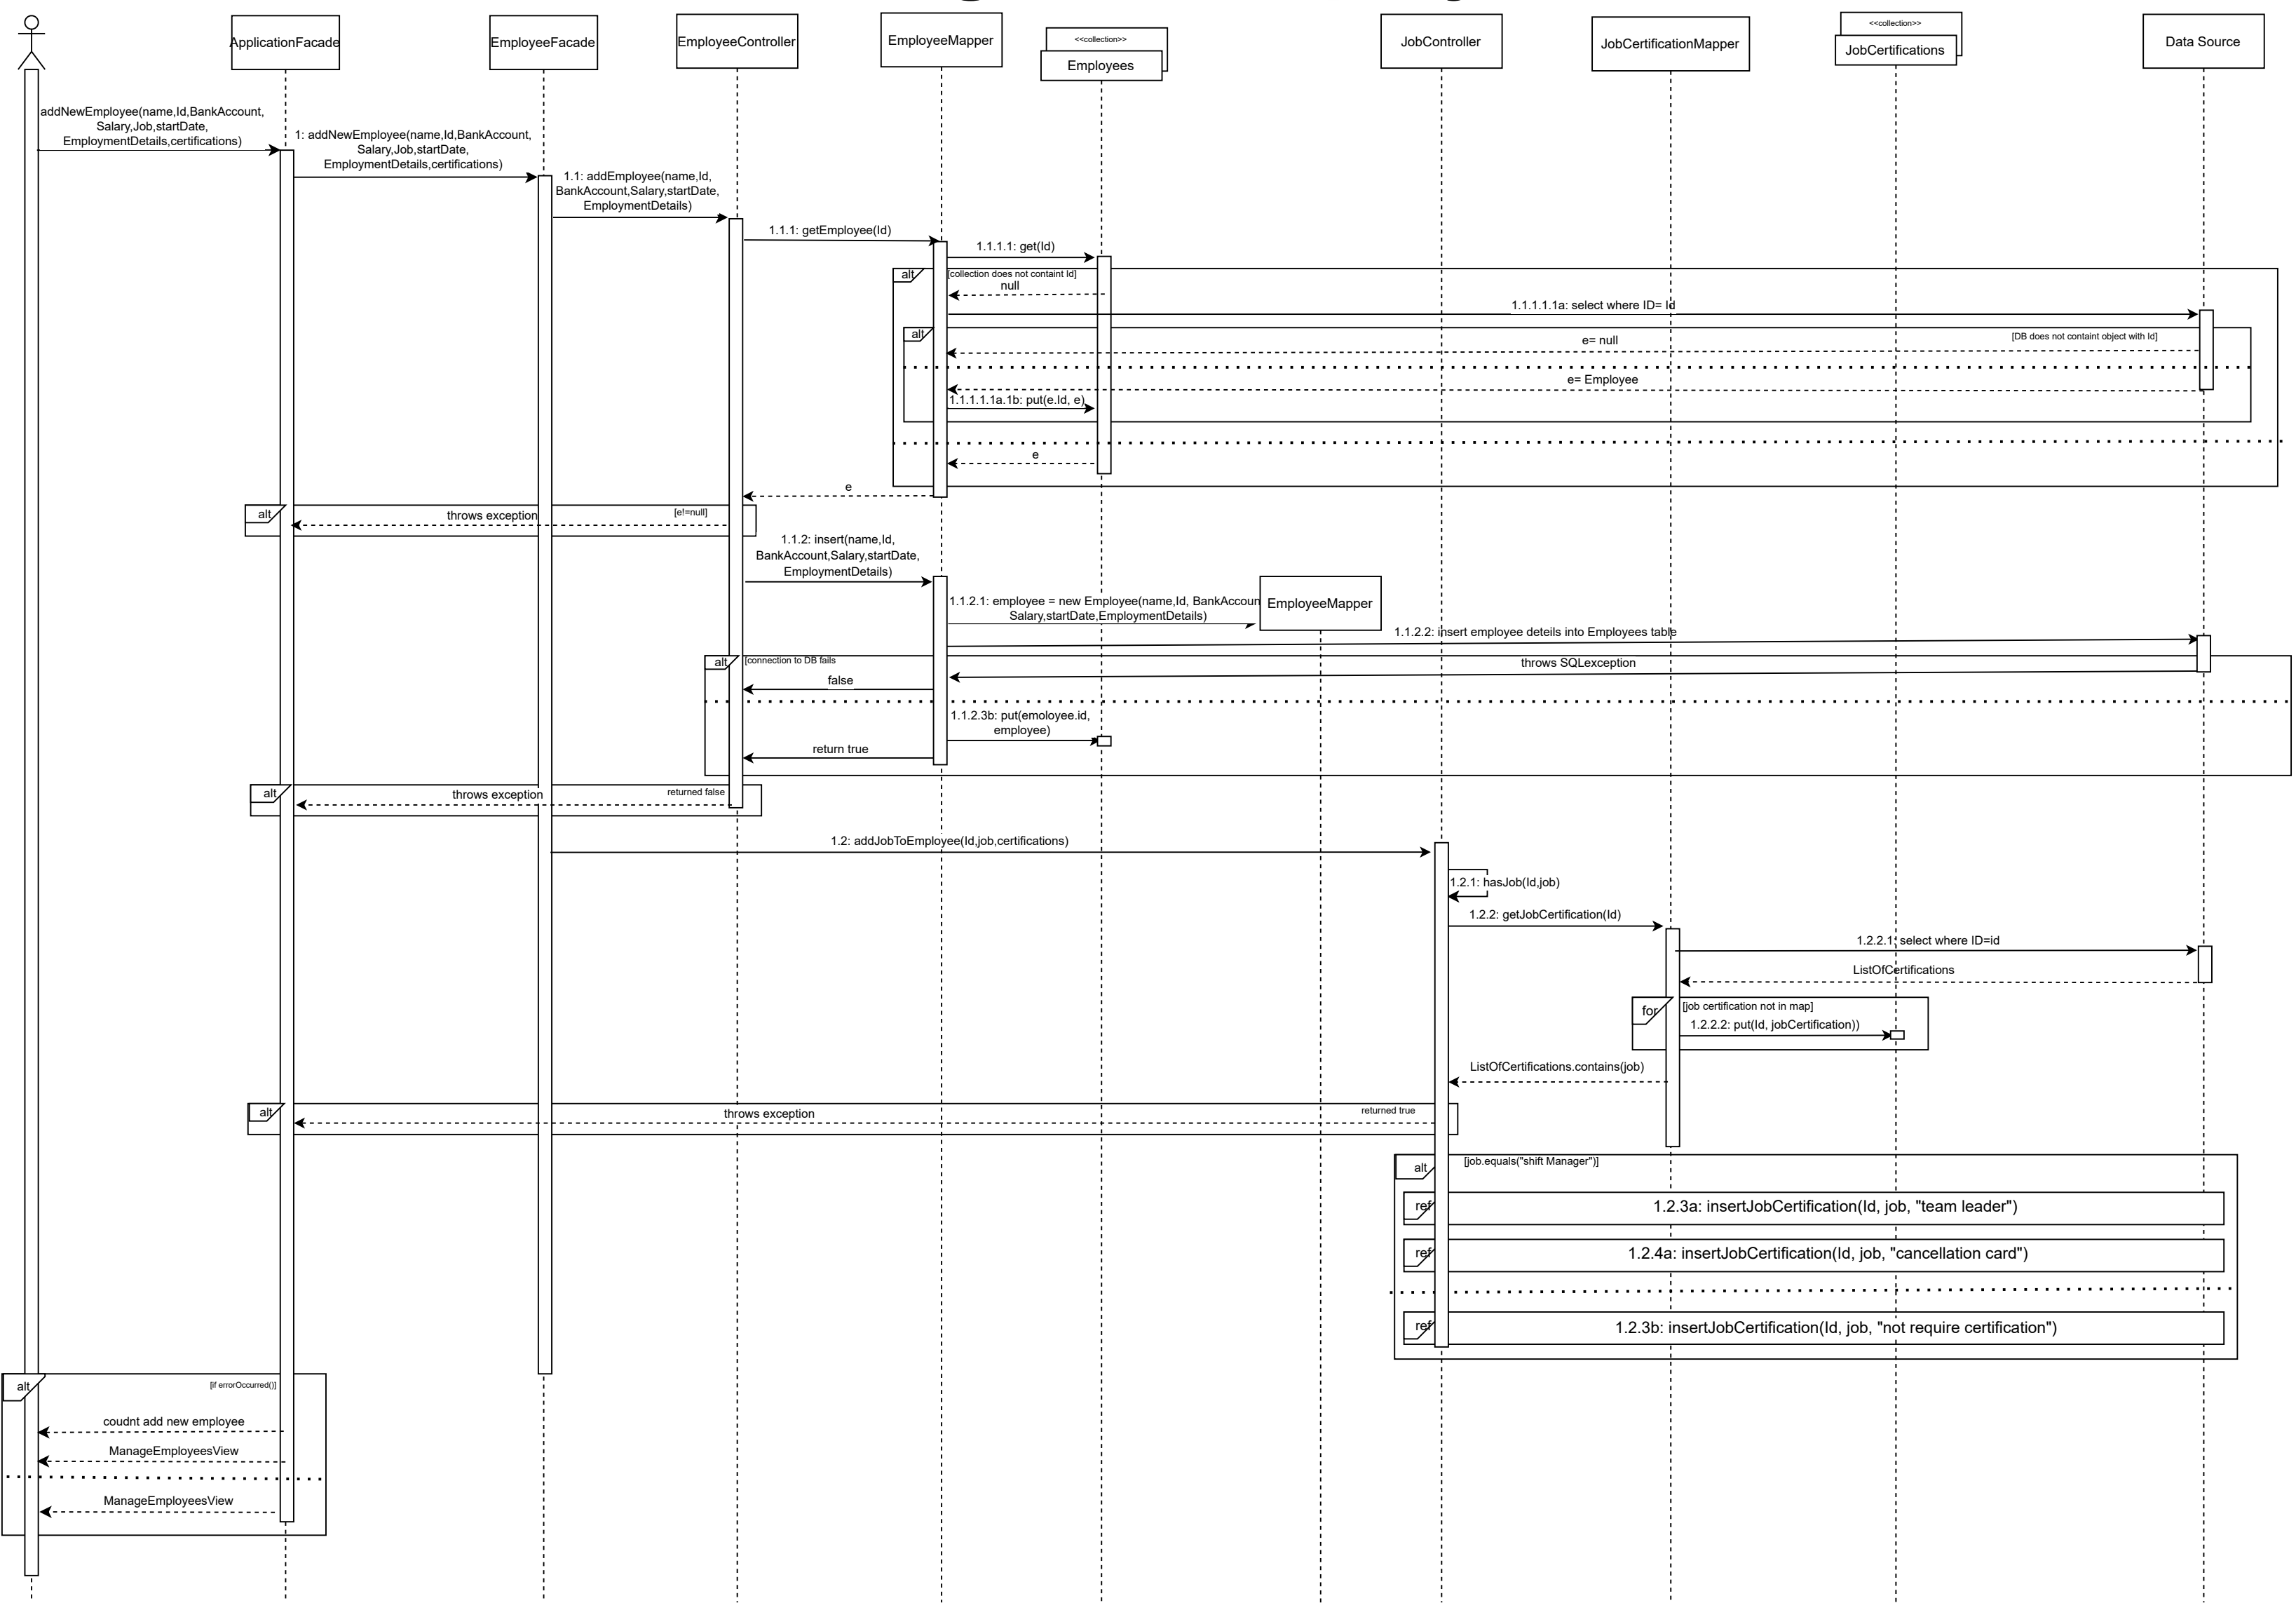 ApplicationFacade
EmployeeFacade
EmployeeController
EmployeeMapper
<<collection>>
Employees
JobController
JobCertificationMapper
<<collection>>
JobCertifications
Data Source
addNewEmployee(name,Id,BankAccount,
Salary,Job,startDate,
EmploymentDetails,certifications)
1: addNewEmployee(name,Id,BankAccount,
Salary,Job,startDate,
EmploymentDetails,certifications)
1.1: addEmployee(name,Id,
BankAccount,Salary,startDate,
EmploymentDetails)
1.1.1: getEmployee(Id)
1.1.1.1: get(Id)
alt
[collection does not containt Id]
null
1.1.1.1.1a: select where ID= Id
alt
e= null
[DB does not containt object with Id]
e= Employee
1.1.1.1.1a.1b: put(e.Id, e)
e
e
alt
throws exception
[e!=null]
1.1.2: insert(name,Id,
BankAccount,Salary,startDate,
EmploymentDetails)
1.1.2.1: employee = new Employee(name,Id, BankAccoun
Salary,startDate,EmploymentDetails)
EmployeeMapper
1.1.2.2: insert employee deteils into Employees table
alt
[connection to DB fails
throws SQLexception
false
1.1.2.3b: put(emoloyee.id,
employee)
return true
alt
throws exception
returned false
1.2: addJobToEmployee(Id,job,certifications)
1.2.1: hasJob(Id,job)
1.2.2: getJobCertification(Id)
1.2.2.1: select where ID=id
ListOfCertifications
for
[job certification not in map]
1.2.2.2: put(Id, jobCertification))
ListOfCertifications.contains(job)
alt
throws exception
returned true
alt
[job.equals("shift Manager")]
ref
1.2.3a: insertJobCertification(Id, job, "team leader")
ref
1.2.4a: insertJobCertification(Id, job, "cancellation card")
ref
1.2.3b: insertJobCertification(Id, job, "not require certification")
alt
[if errorOccurred()]
coudnt add new employee
ManageEmployeesView
ManageEmployeesView